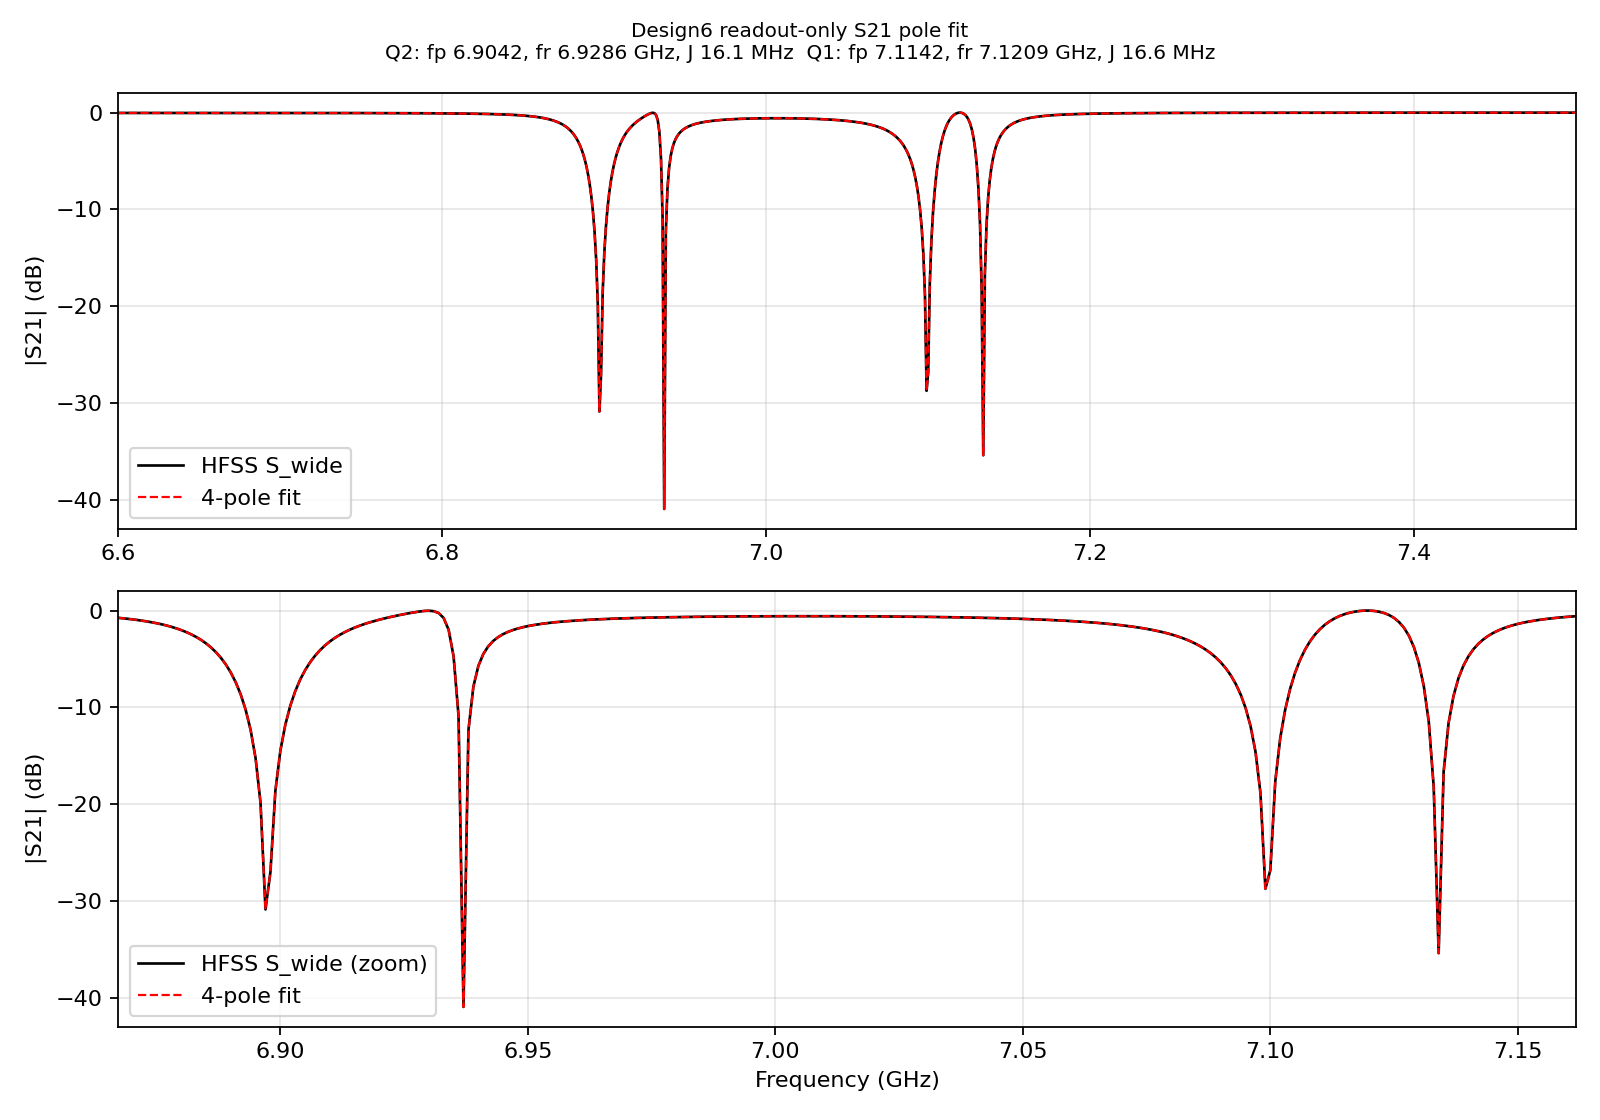 Design6 readout-only S21 pole fit
Q2: fp 6.9042, fr 6.9286 GHz, J 16.1 MHz  Q1: fp 7.1142, fr 7.1209 GHz, J 16.6 MHz
|S21| (dB)
0
−10
−20
−30
−40
HFSS S_wide
4-pole fit
6.6 6.8 7.0 7.2 7.4
|S21| (dB)
0
−10
−20
−30
−40
HFSS S_wide (zoom)
4-pole fit
6.90 6.95 7.00 7.05 7.10 7.15
Frequency (GHz)